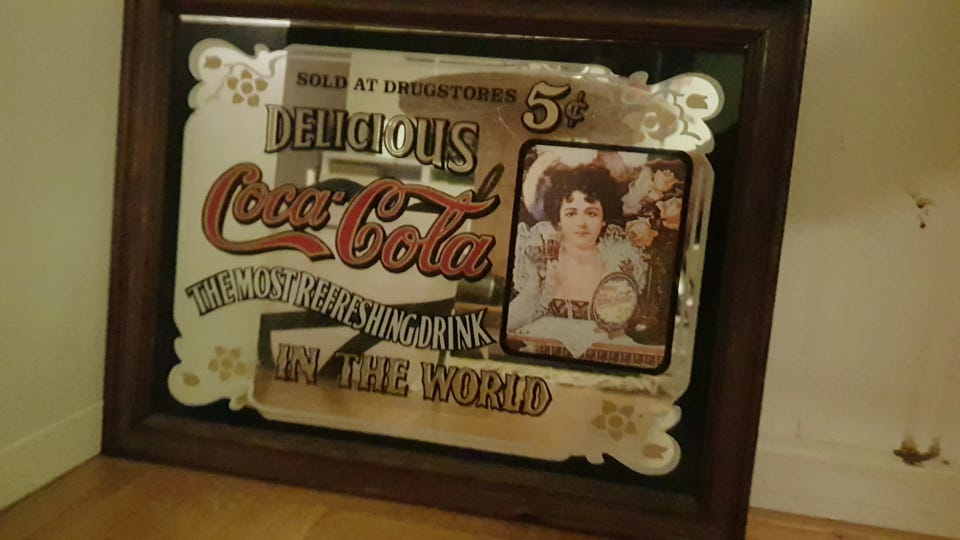 SOLD AT DRUGSTORES 5¢
DELICIOUS
Coca-Cola
THE MOST REFRESHING DRINK
IN THE WORLD